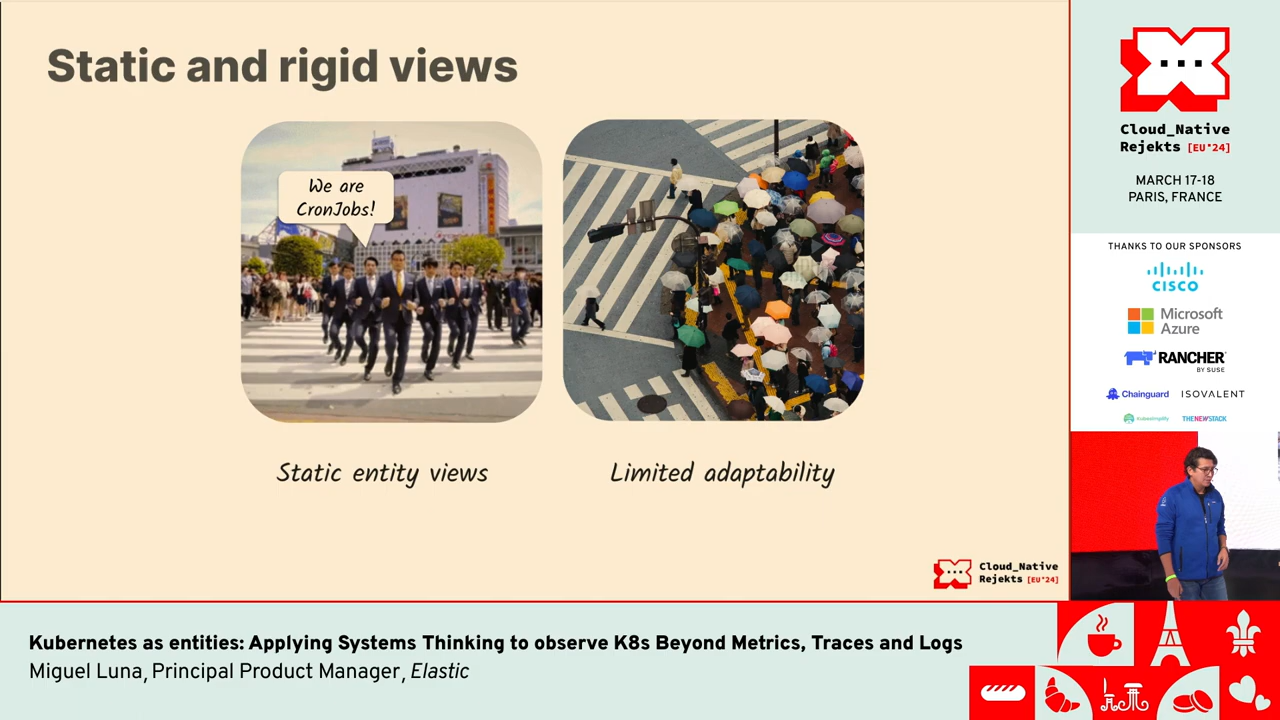 Static and rigid views
We are
CronJobs!
Static entity views
Limited adaptability
Cloud_Native
Rejekts [EU'24]
Cloud_Native
Rejekts [EU'24]
MARCH 17-18
PARIS, FRANCE
THANKS TO OUR SPONSORS
CISCO
Microsoft
Azure
RANCHER
BY SUSE
Chainguard
ISOVALENT
THENEWSTACK
Kubernetes as entities: Applying Systems Thinking to observe K8s Beyond Metrics, Traces and Logs
Miguel Luna, Principal Product Manager, Elastic